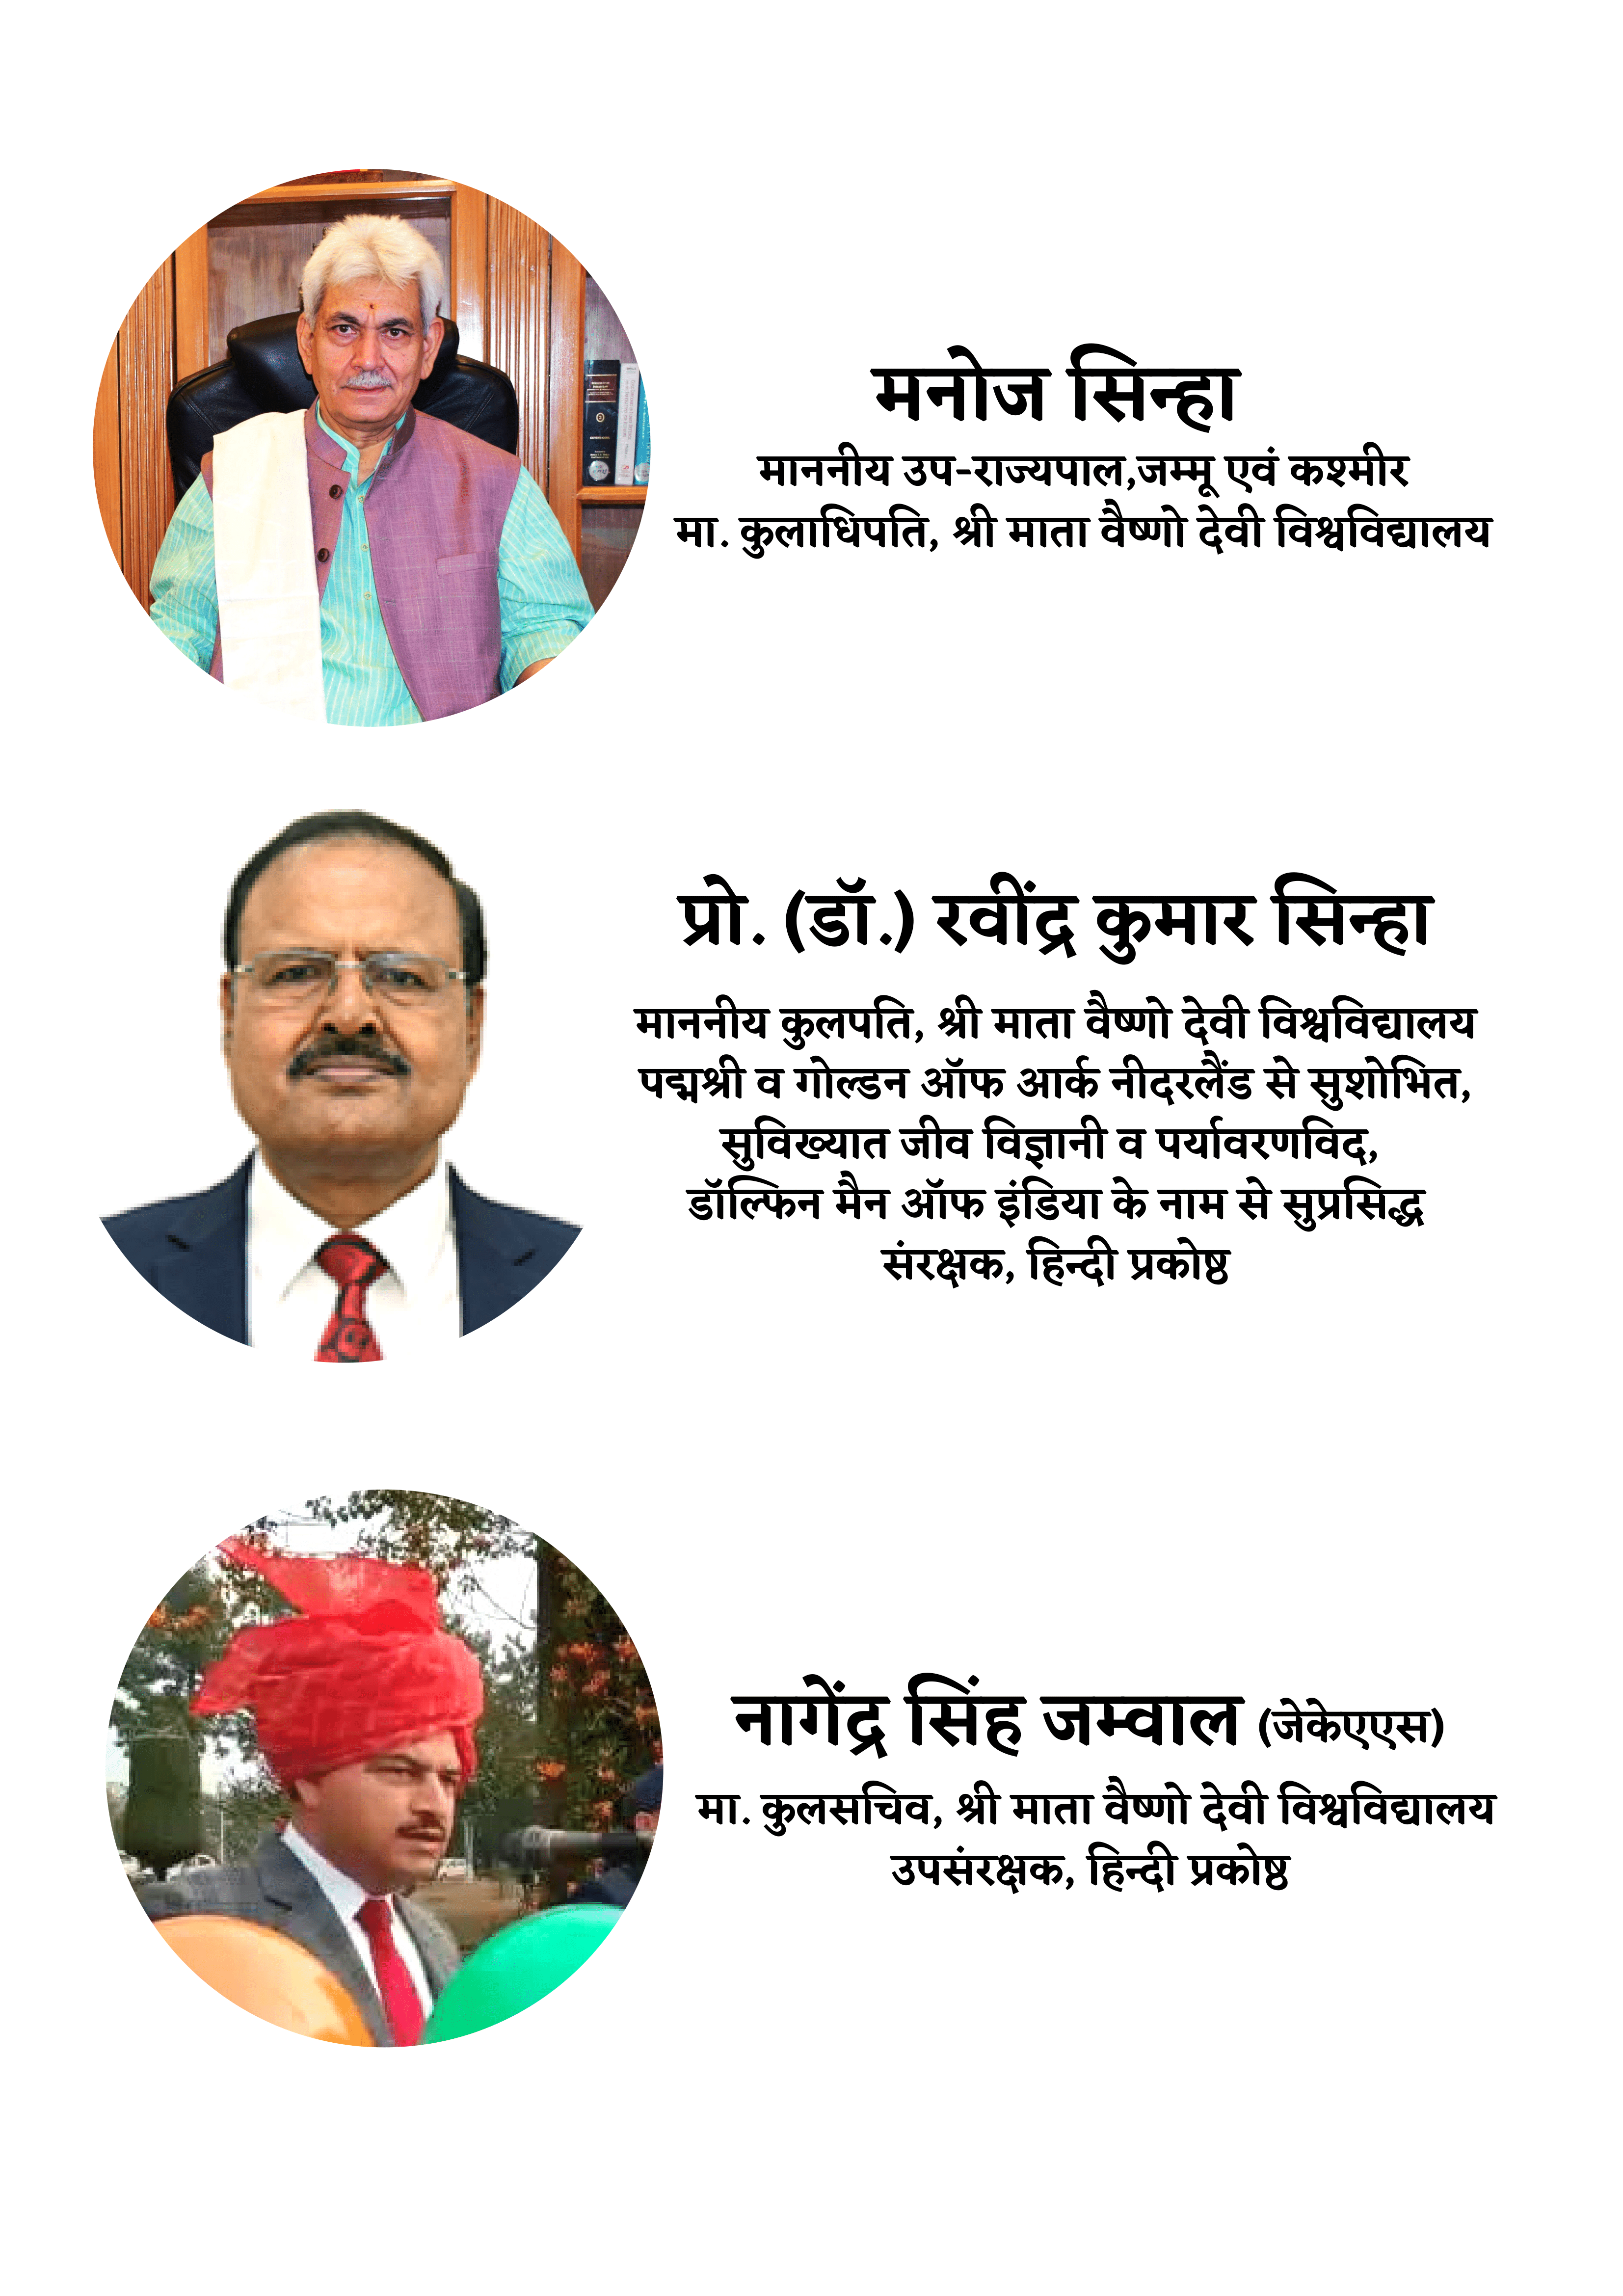 मनोज सिन्हा
माननीय उप-राज्यपाल,जम्मू एवं कश्मीर
मा. कुलाधिपति, श्री माता वैष्णो देवी विश्वविद्यालय
प्रो. (डॉ.) रवींद्र कुमार सिन्हा
माननीय कुलपति, श्री माता वैष्णो देवी विश्वविद्यालय
पद्मश्री व गोल्डन ऑफ आर्क नीदरलैंड से सुशोभित,
सुविख्यात जीव विज्ञानी व पर्यावरणविद,
डॉल्फिन मैन ऑफ इंडिया के नाम से सुप्रसिद्ध
संरक्षक, हिन्दी प्रकोष्ठ
नागेंद्र सिंह जम्वाल (जेकेएएस)
मा. कुलसचिव, श्री माता वैष्णो देवी विश्वविद्यालय
उपसंरक्षक, हिन्दी प्रकोष्ठ